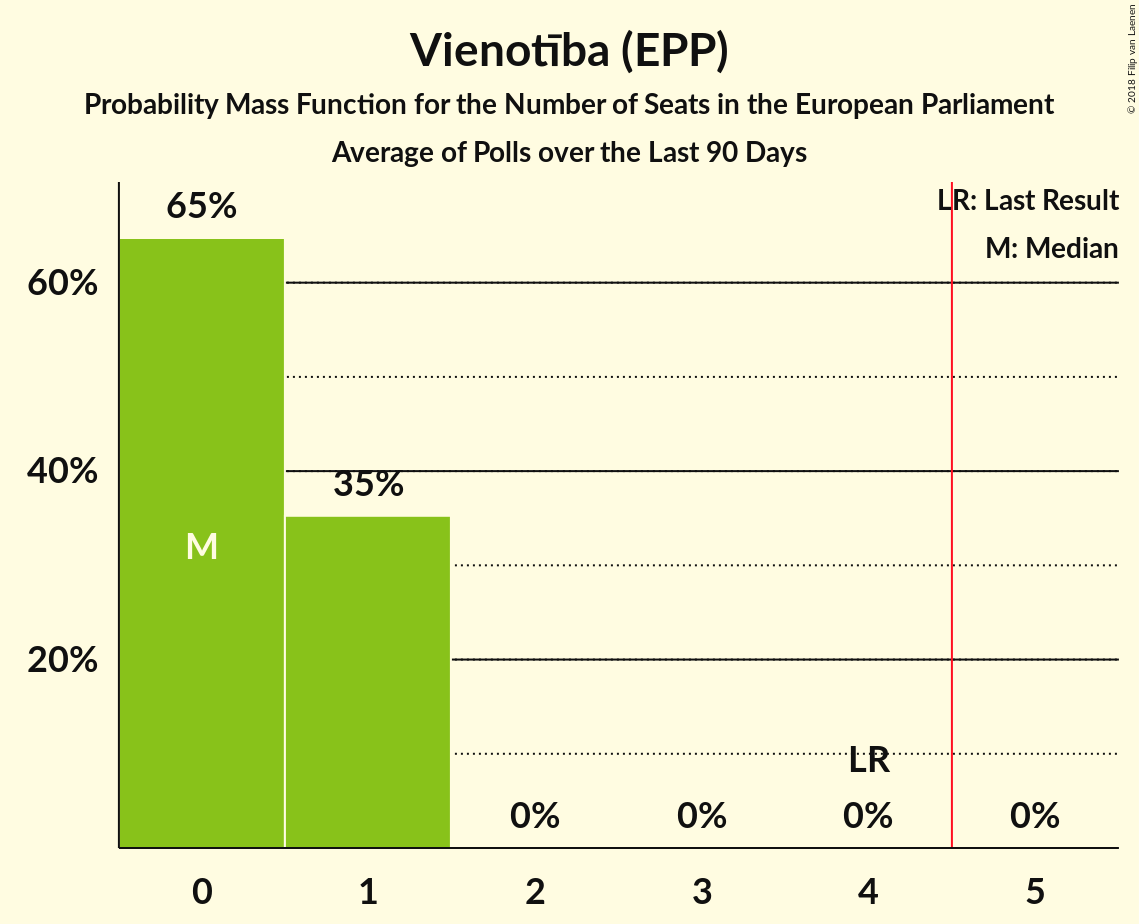 Vienotība (EPP)
Probability Mass Function for the Number of Seats in the European Parliament
Average of Polls over the Last 90 Days
© 2018 Filip van Laenen
LR: Last Result
M: Median
65%
60%
40%
35%
M
20%
LR
0% 0% 0% 0%
0 1 2 3 4 5